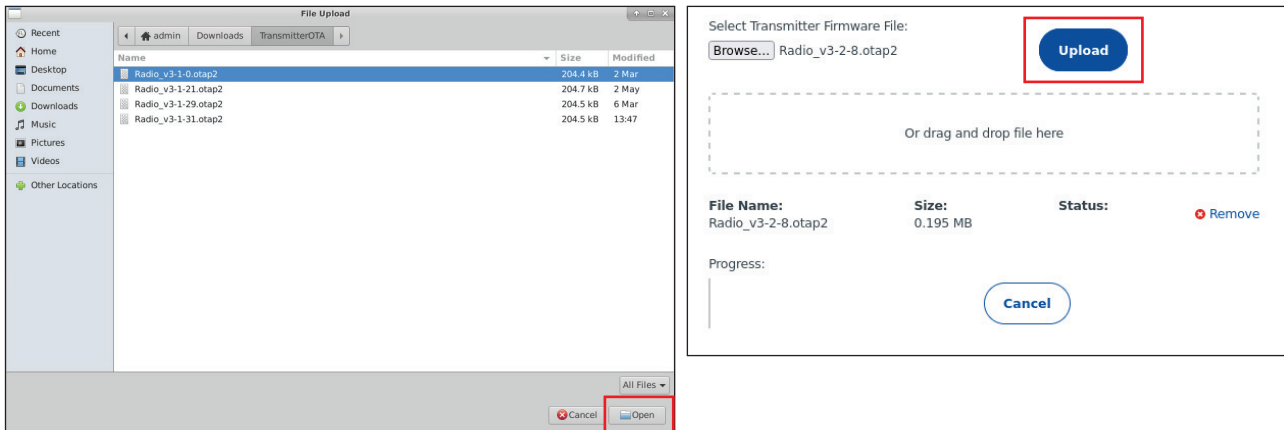 File Upload
Recent
Home
Desktop
Documents
Downloads
Music
Pictures
Videos
Other Locations
admin Downloads TransmitterOTA
Name Size Modified
Radio_v3-1-0.otap2 204.4 kB 2 Mar
Radio_v3-1-21.otap2 204.7 kB 2 May
Radio_v3-1-29.otap2 204.5 kB 6 Mar
Radio_v3-1-31.otap2 204.5 kB 13:47
All Files
Cancel Open
Select Transmitter Firmware File:
Browse... Radio_v3-2-8.otap2
Upload
Or drag and drop file here
File Name: Size: Status:
Radio_v3-2-8.otap2 0.195 MB
Remove
Progress:
Cancel